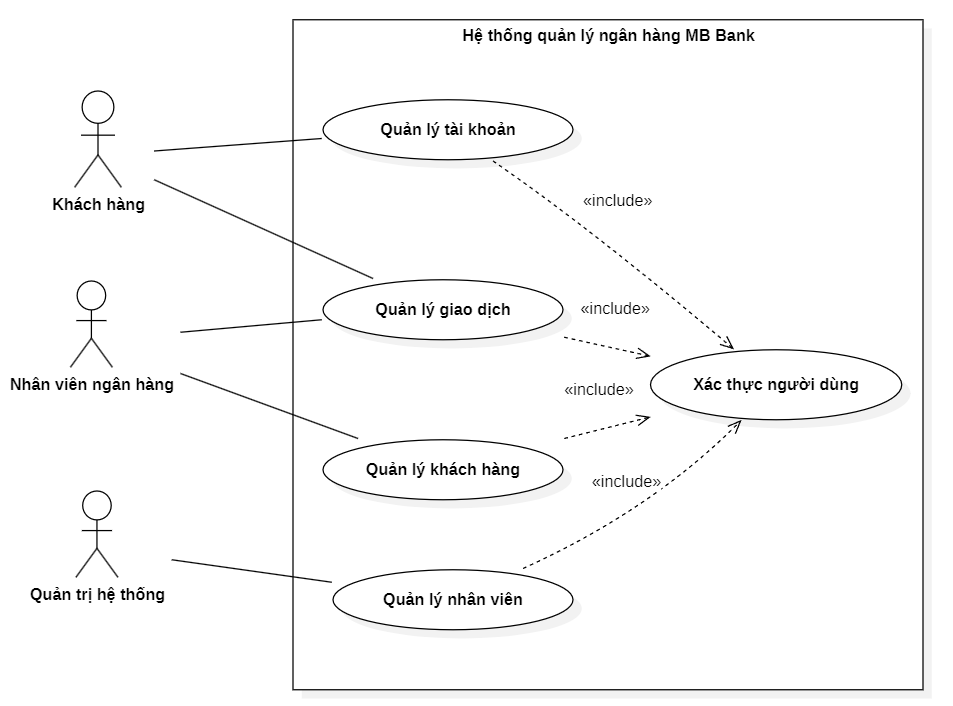 Hệ thống quản lý ngân hàng MB Bank
Quản lý tài khoản
Khách hàng
«include»
Quản lý giao dịch
«include»
Nhân viên ngân hàng
Xác thực người dùng
«include»
Quản lý khách hàng
«include»
Quản trị hệ thống
Quản lý nhân viên